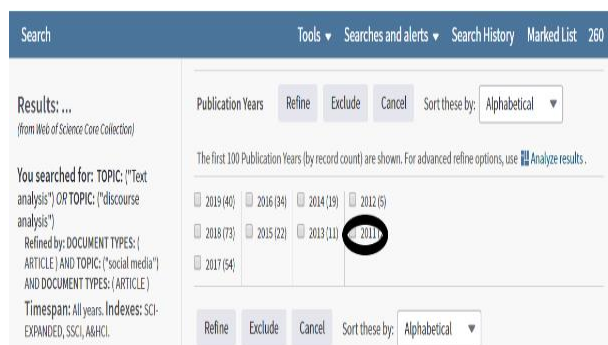 Search Tools Searches and alerts Search History Marked List 260
Results: ...
(from Web of Science Core Collection)
You searched for: TOPIC: ("Text
analysis") OR TOPIC: ("discourse
analysis")
Refined by: DOCUMENT TYPES: (
ARTICLE ) AND TOPIC: ("social media")
AND DOCUMENT TYPES: ( ARTICLE )
Timespan: All years. Indexes: SCI-
EXPANDED, SSCI, A&HCI.
Publication Years Refine Exclude Cancel Sort these by: Alphabetical
The first 100 Publication Years (by record count) are shown. For advanced refine options, use Analyze results .
2019 (40) 2016 (34) 2014 (19) 2012 (5)
2018 (73) 2015 (22) 2013 (11) 2011
2017 (54)
Refine Exclude Cancel Sort these by: Alphabetical